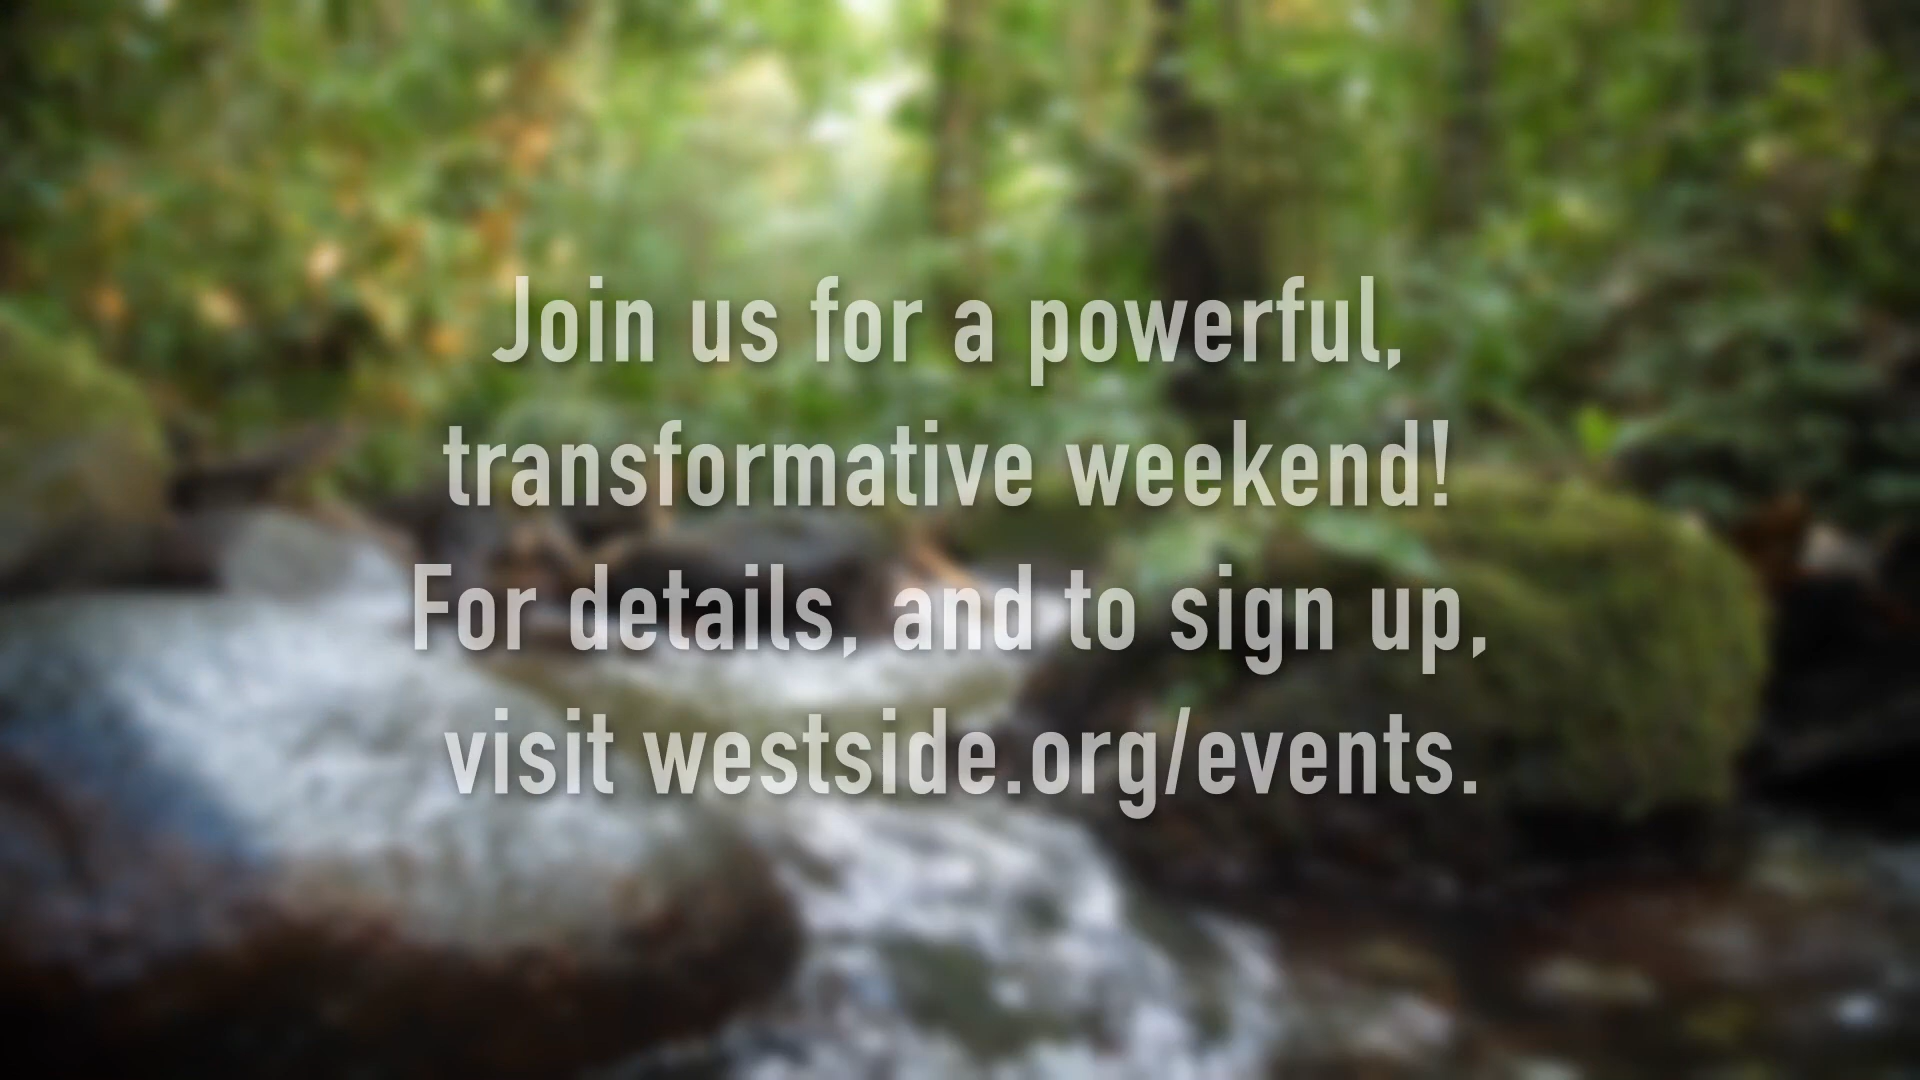 Join us for a powerful,
transformative weekend!
For details, and to sign up,
visit westside.org/events.